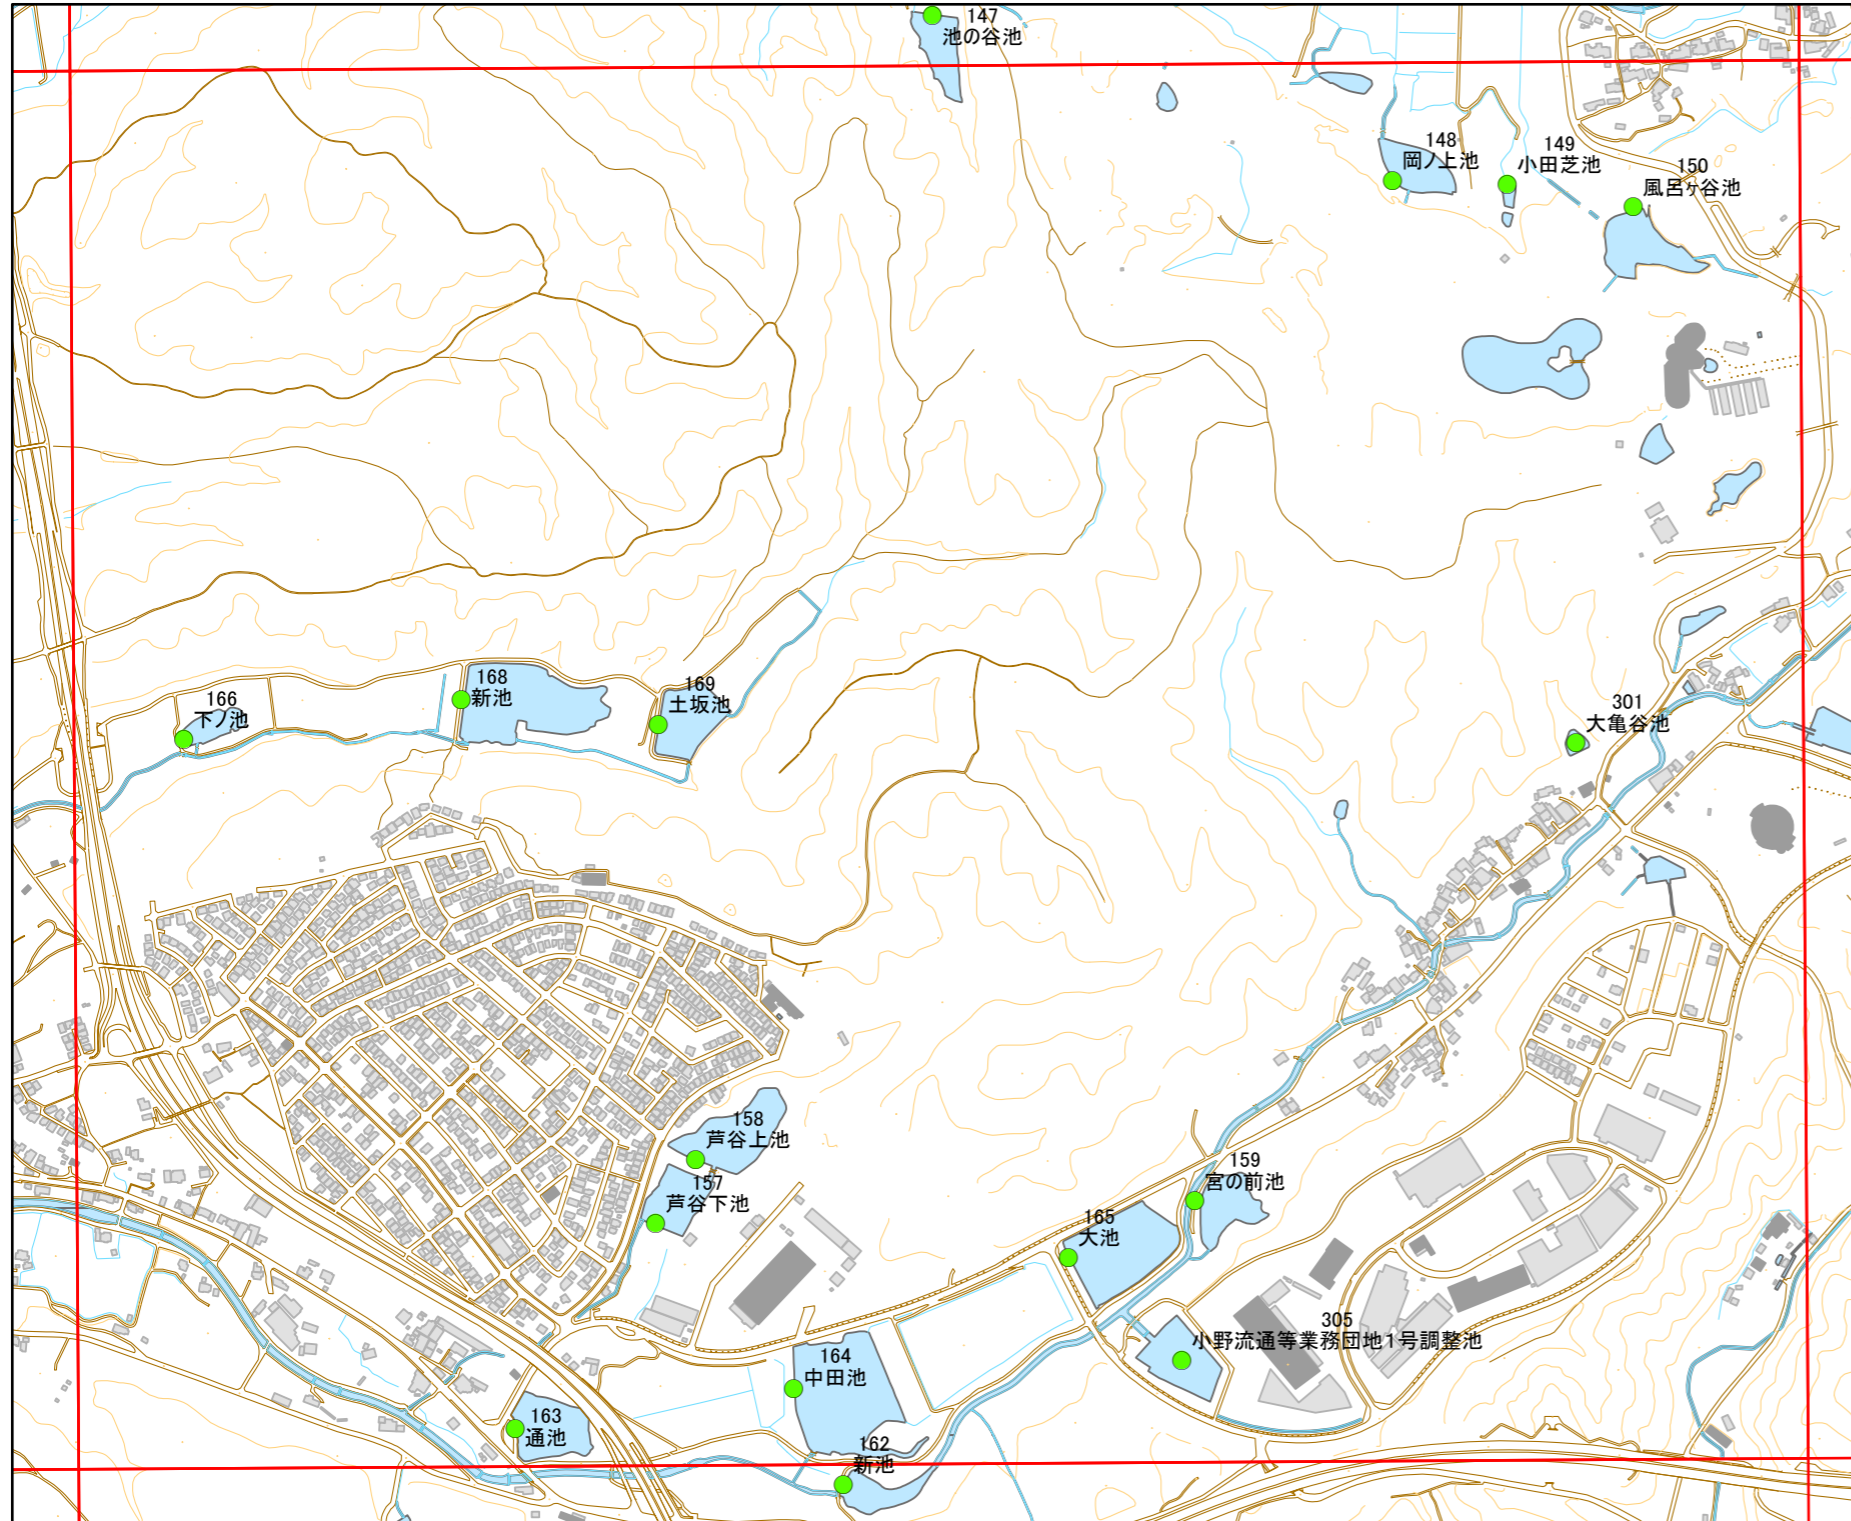 147
池の谷池
148
岡ノ上池
149
小田芝池
150
風呂ヶ谷池
168
新池
169
土坂池
166
下ノ池
301
大亀谷池
158
芦谷上池
157
芦谷下池
159
宮の前池
165
大池
305
小野流通等業務団地1号調整池
164
中田池
163
通池
162
新池